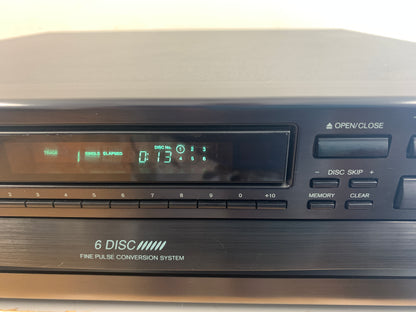 ⏏ OPEN/CLOSE
DISC No. 1 2 3
TRACK 1 SINGLE ELAPSED 0:13 4 5 6
− DISC SKIP +
2 3 4 5 6 7 8 9 0 +10
MEMORY CLEAR
6 DISC
FINE PULSE CONVERSION SYSTEM